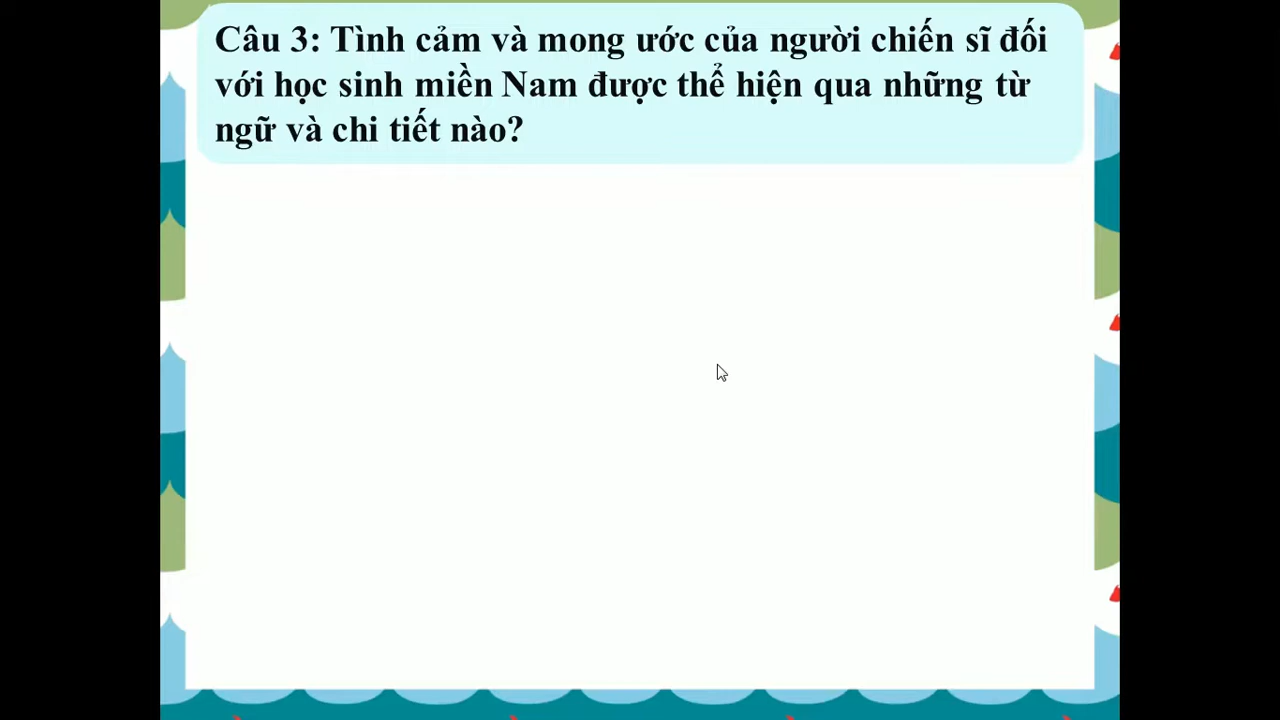 Câu 3: Tình cảm và mong ước của người chiến sĩ đối
với học sinh miền Nam được thể hiện qua những từ
ngữ và chi tiết nào?